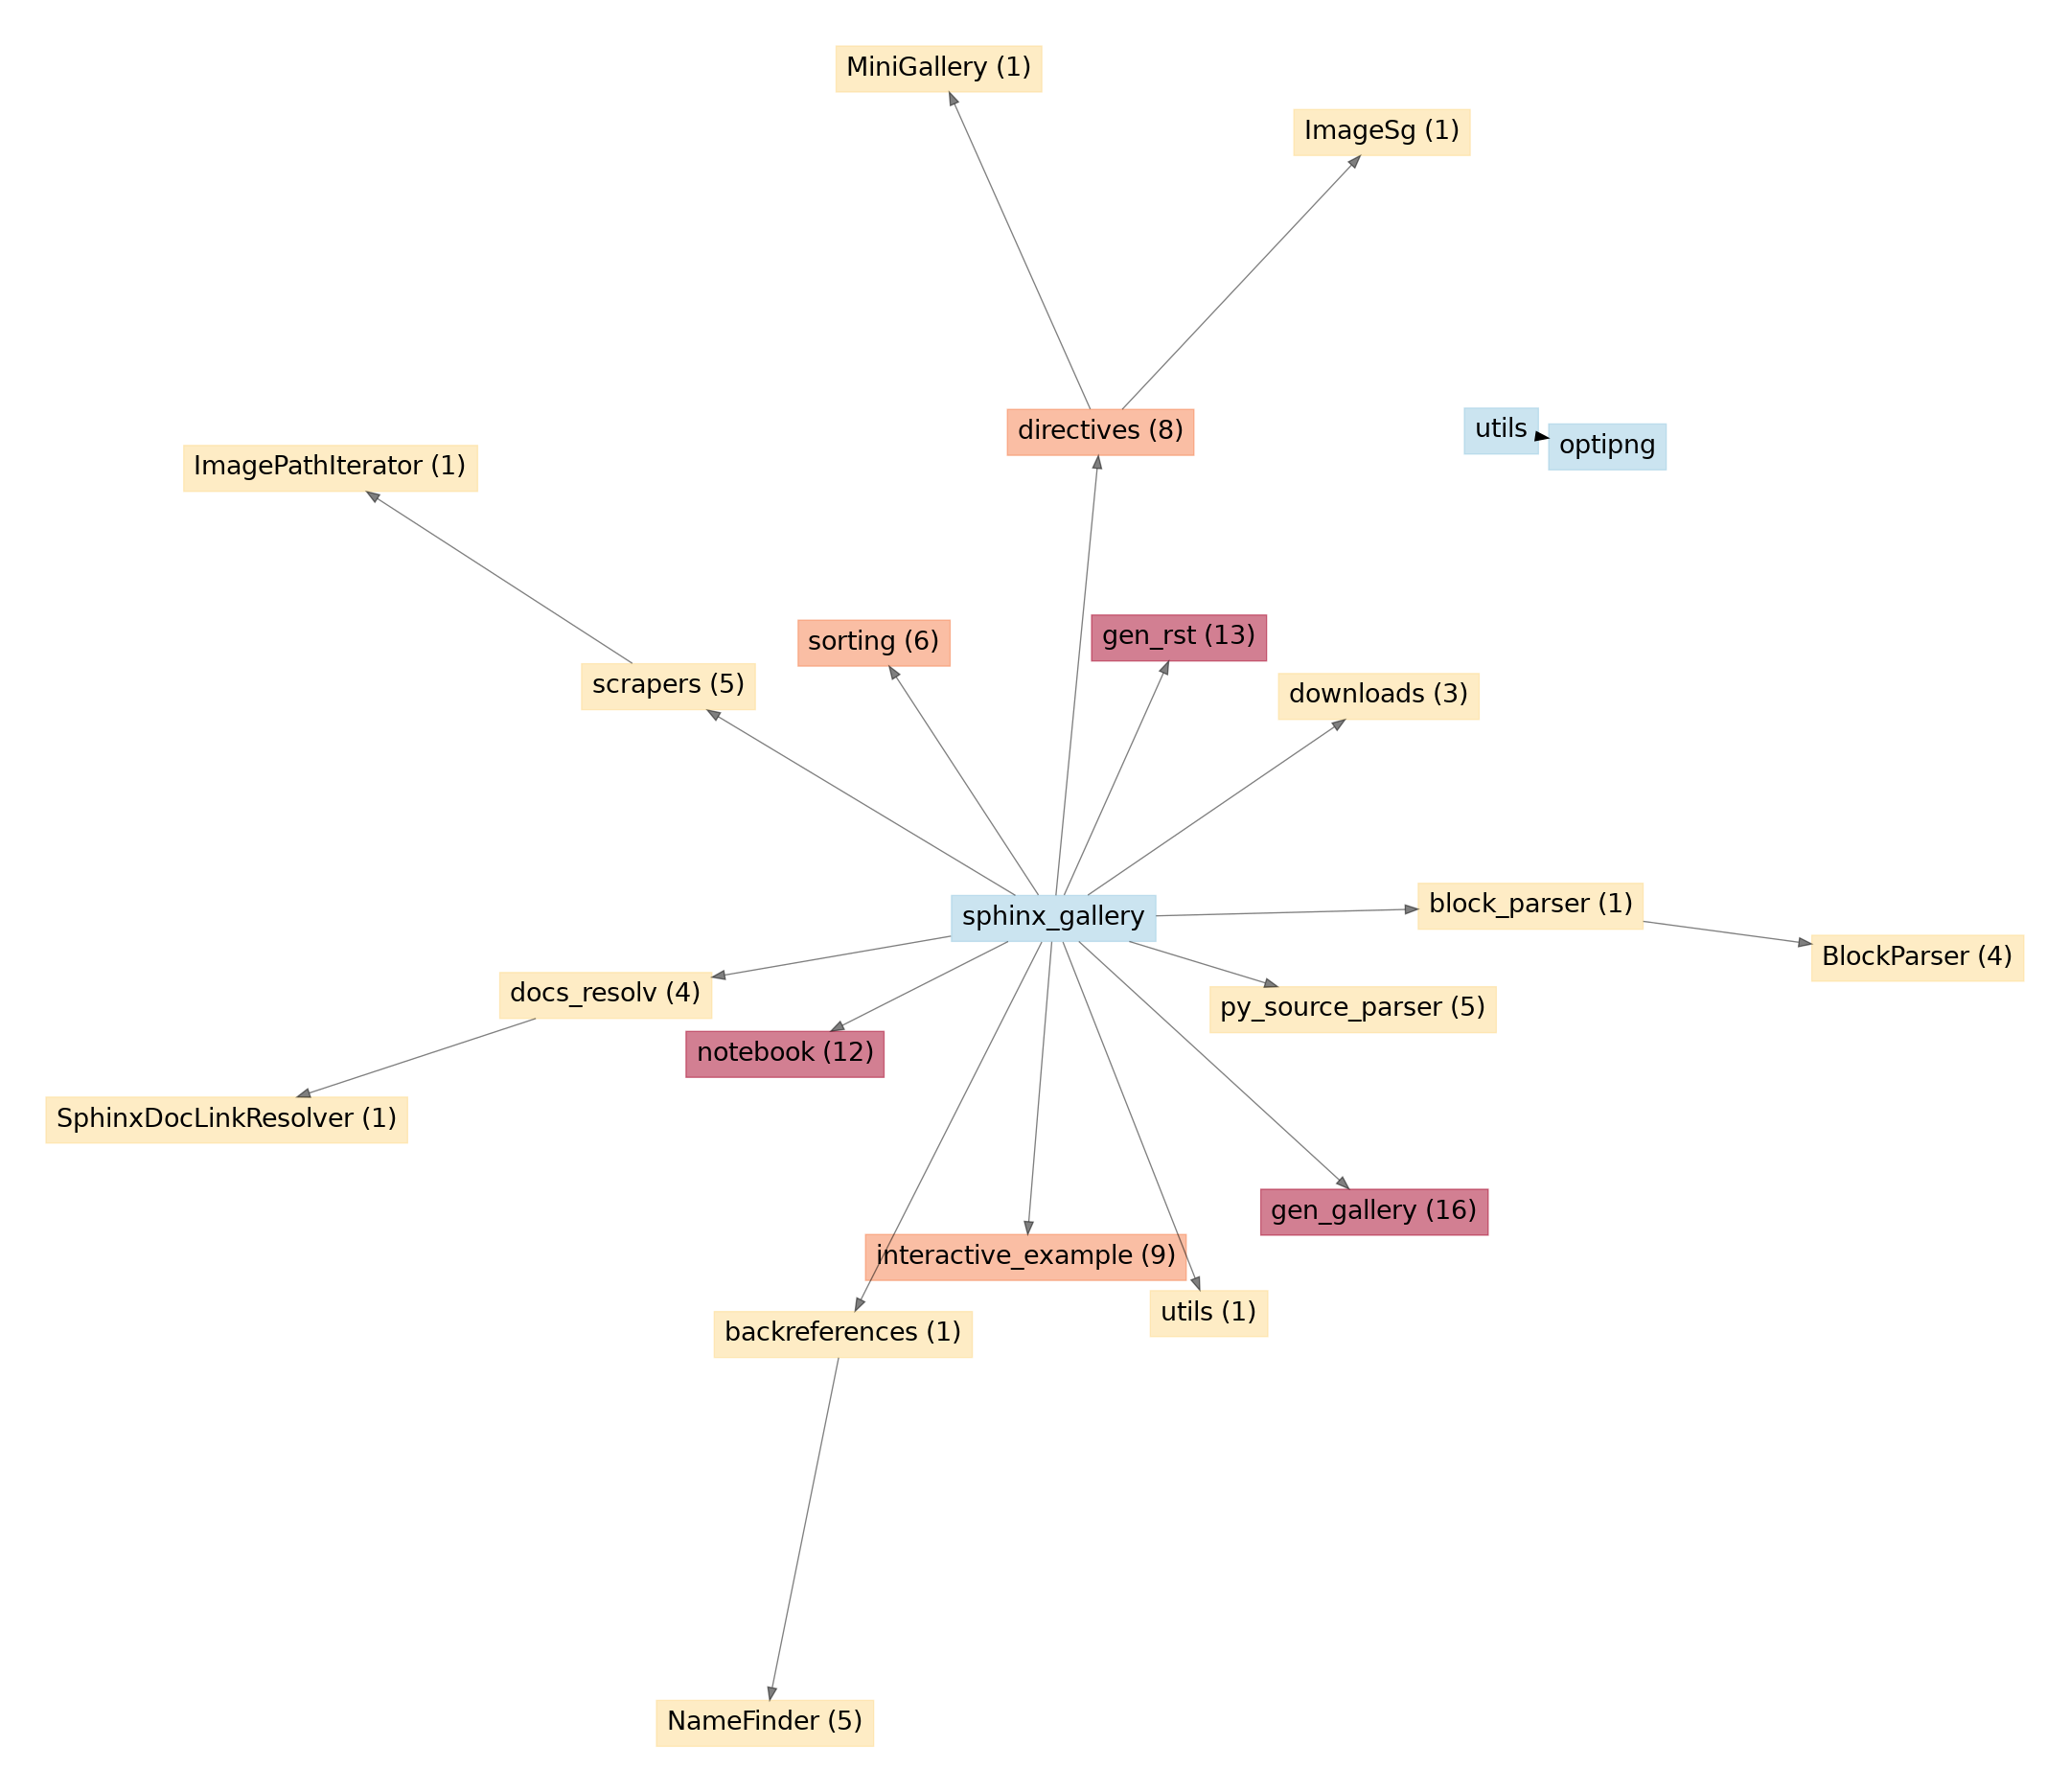 MiniGallery (1)
ImageSg (1)
directives (8)
utils
optipng
ImagePathIterator (1)
sorting (6)
gen_rst (13)
scrapers (5)
downloads (3)
sphinx_gallery
block_parser (1)
BlockParser (4)
docs_resolv (4)
py_source_parser (5)
notebook (12)
SphinxDocLinkResolver (1)
gen_gallery (16)
interactive_example (9)
utils (1)
backreferences (1)
NameFinder (5)